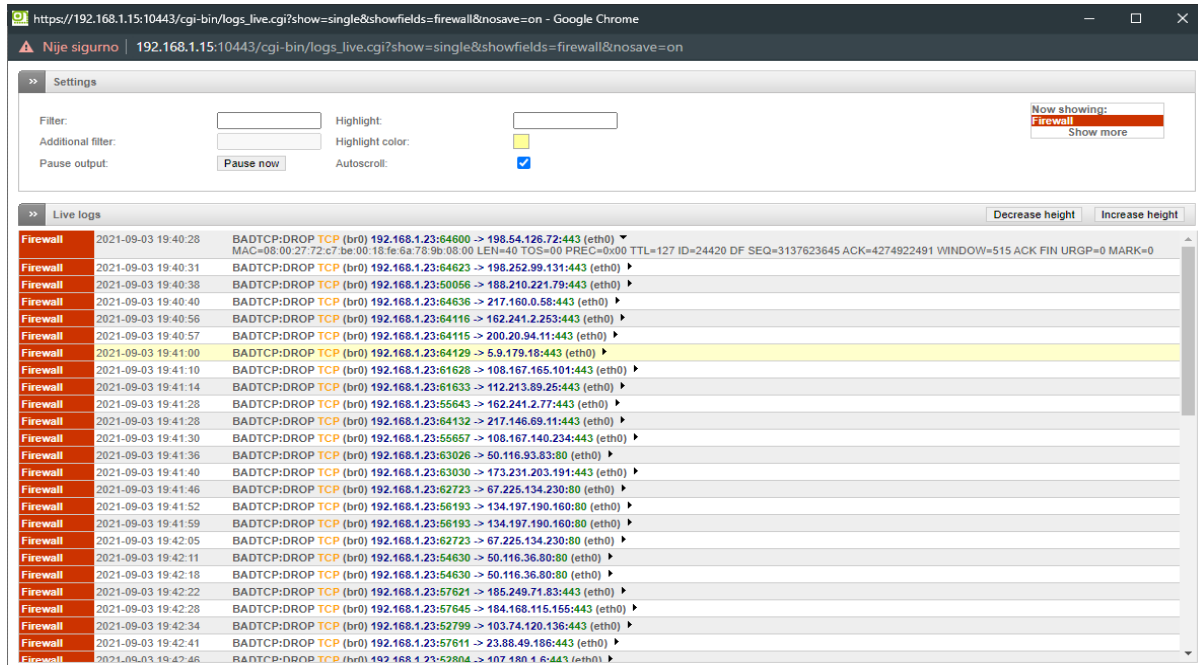 https://192.168.1.15:10443/cgi-bin/logs_live.cgi?show=single&showfields=firewall&nosave=on - Google Chrome
Nije sigurno | 192.168.1.15:10443/cgi-bin/logs_live.cgi?show=single&showfields=firewall&nosave=on
>> Settings
Filter: Highlight:
Additional filter: Highlight color:
Pause output: Pause now Autoscroll:
Now showing:
Firewall
Show more
>> Live logs Decrease height Increase height
Firewall 2021-09-03 19:40:28 BADTCP:DROP TCP (br0) 192.168.1.23:64600 -> 198.54.126.72:443 (eth0)
MAC=08:00:27:72:c7:be:00:18:fe:6a:78:9b:08:00 LEN=40 TOS=00 PREC=0x00 TTL=127 ID=24420 DF SEQ=3137623645 ACK=4274922491 WINDOW=515 ACK FIN URGP=0 MARK=0
Firewall 2021-09-03 19:40:31 BADTCP:DROP TCP (br0) 192.168.1.23:64623 -> 198.252.99.131:443 (eth0)
Firewall 2021-09-03 19:40:38 BADTCP:DROP TCP (br0) 192.168.1.23:50056 -> 188.210.221.79:443 (eth0)
Firewall 2021-09-03 19:40:40 BADTCP:DROP TCP (br0) 192.168.1.23:64636 -> 217.160.0.58:443 (eth0)
Firewall 2021-09-03 19:40:56 BADTCP:DROP TCP (br0) 192.168.1.23:64116 -> 162.241.2.253:443 (eth0)
Firewall 2021-09-03 19:40:57 BADTCP:DROP TCP (br0) 192.168.1.23:64115 -> 200.20.94.11:443 (eth0)
Firewall 2021-09-03 19:41:00 BADTCP:DROP TCP (br0) 192.168.1.23:64129 -> 5.9.179.18:443 (eth0)
Firewall 2021-09-03 19:41:10 BADTCP:DROP TCP (br0) 192.168.1.23:61628 -> 108.167.165.101:443 (eth0)
Firewall 2021-09-03 19:41:14 BADTCP:DROP TCP (br0) 192.168.1.23:61633 -> 112.213.89.25:443 (eth0)
Firewall 2021-09-03 19:41:28 BADTCP:DROP TCP (br0) 192.168.1.23:55643 -> 162.241.2.77:443 (eth0)
Firewall 2021-09-03 19:41:28 BADTCP:DROP TCP (br0) 192.168.1.23:64132 -> 217.146.69.11:443 (eth0)
Firewall 2021-09-03 19:41:30 BADTCP:DROP TCP (br0) 192.168.1.23:55657 -> 108.167.140.234:443 (eth0)
Firewall 2021-09-03 19:41:36 BADTCP:DROP TCP (br0) 192.168.1.23:63026 -> 50.116.93.83:80 (eth0)
Firewall 2021-09-03 19:41:40 BADTCP:DROP TCP (br0) 192.168.1.23:63030 -> 173.231.203.191:443 (eth0)
Firewall 2021-09-03 19:41:46 BADTCP:DROP TCP (br0) 192.168.1.23:62723 -> 67.225.134.230:80 (eth0)
Firewall 2021-09-03 19:41:52 BADTCP:DROP TCP (br0) 192.168.1.23:56193 -> 134.197.190.160:80 (eth0)
Firewall 2021-09-03 19:41:59 BADTCP:DROP TCP (br0) 192.168.1.23:56193 -> 134.197.190.160:80 (eth0)
Firewall 2021-09-03 19:42:05 BADTCP:DROP TCP (br0) 192.168.1.23:62723 -> 67.225.134.230:80 (eth0)
Firewall 2021-09-03 19:42:11 BADTCP:DROP TCP (br0) 192.168.1.23:54630 -> 50.116.36.80:80 (eth0)
Firewall 2021-09-03 19:42:18 BADTCP:DROP TCP (br0) 192.168.1.23:54630 -> 50.116.36.80:80 (eth0)
Firewall 2021-09-03 19:42:22 BADTCP:DROP TCP (br0) 192.168.1.23:57621 -> 185.249.71.83:443 (eth0)
Firewall 2021-09-03 19:42:28 BADTCP:DROP TCP (br0) 192.168.1.23:57645 -> 184.168.115.155:443 (eth0)
Firewall 2021-09-03 19:42:34 BADTCP:DROP TCP (br0) 192.168.1.23:52799 -> 103.74.120.136:443 (eth0)
Firewall 2021-09-03 19:42:41 BADTCP:DROP TCP (br0) 192.168.1.23:57611 -> 23.88.49.186:443 (eth0)
Firewall 2021-09-03 19:42:46 BADTCP:DROP TCP (br0) 192.168.1.23:52804 -> 107.180.1.6:443 (eth0)